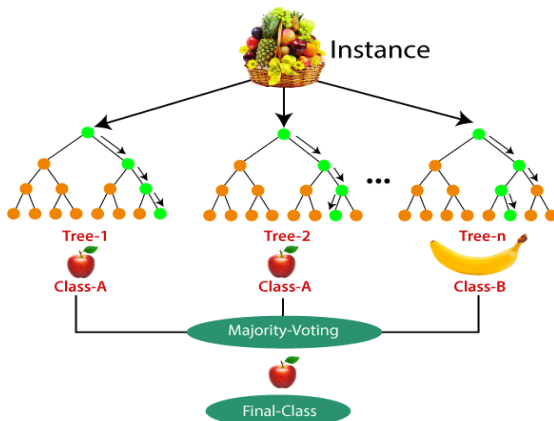 Instance
...
Tree-1
Tree-2
Tree-n
Class-A
Class-A
Class-B
Majority-Voting
Final-Class